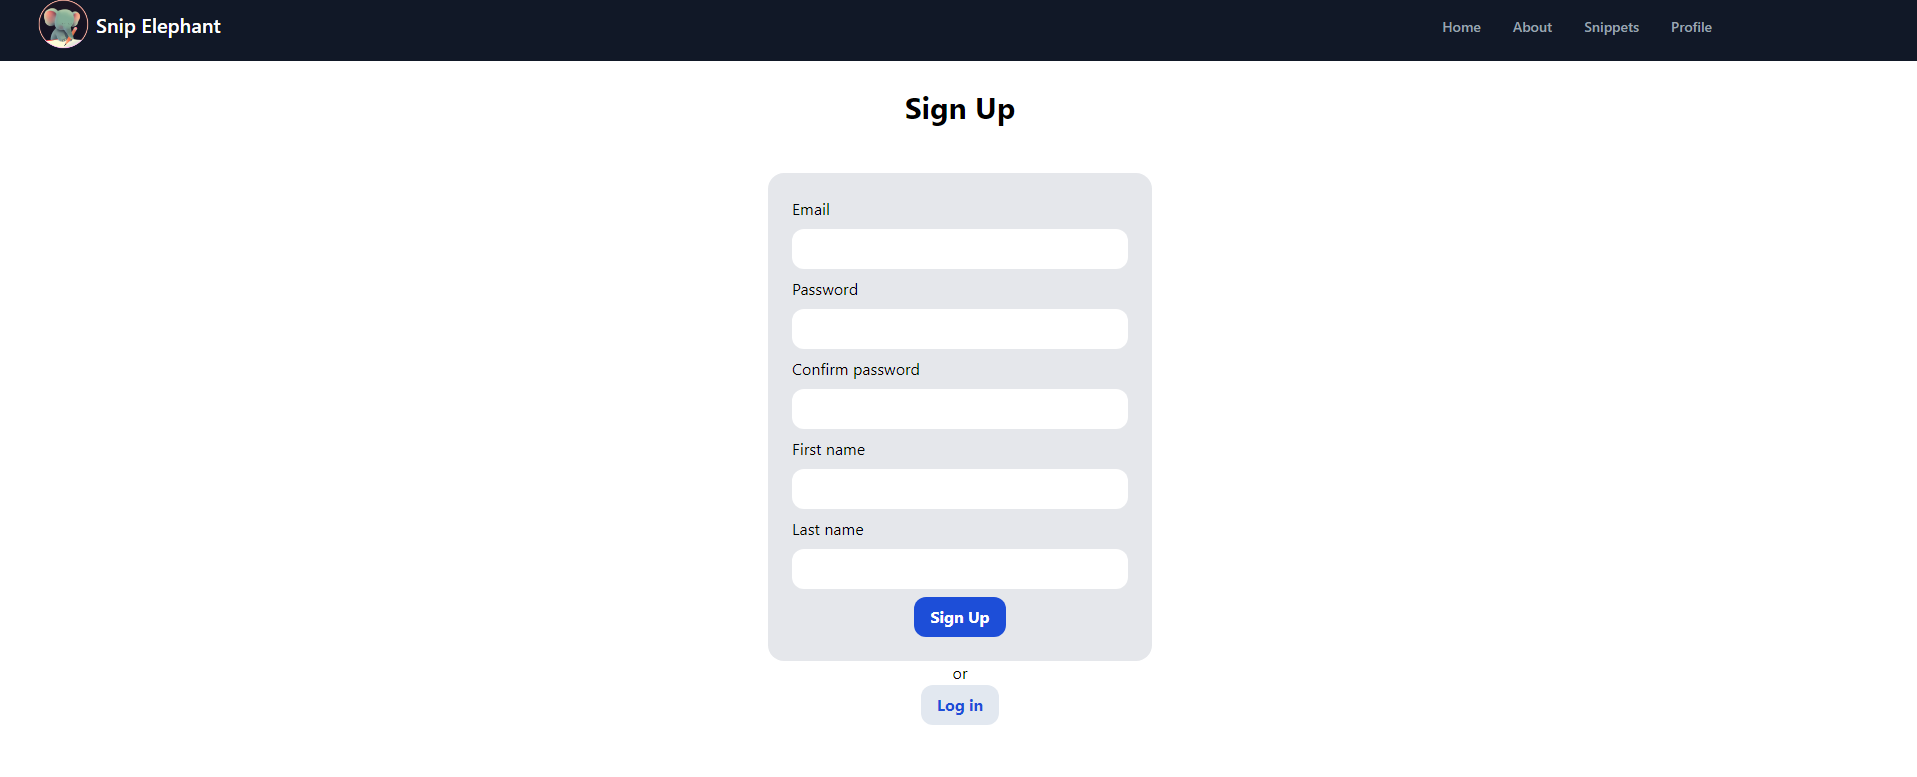 Snip Elephant
Home About Snippets Profile
Sign Up
Email
Password
Confirm password
First name
Last name
Sign Up
or
Log in